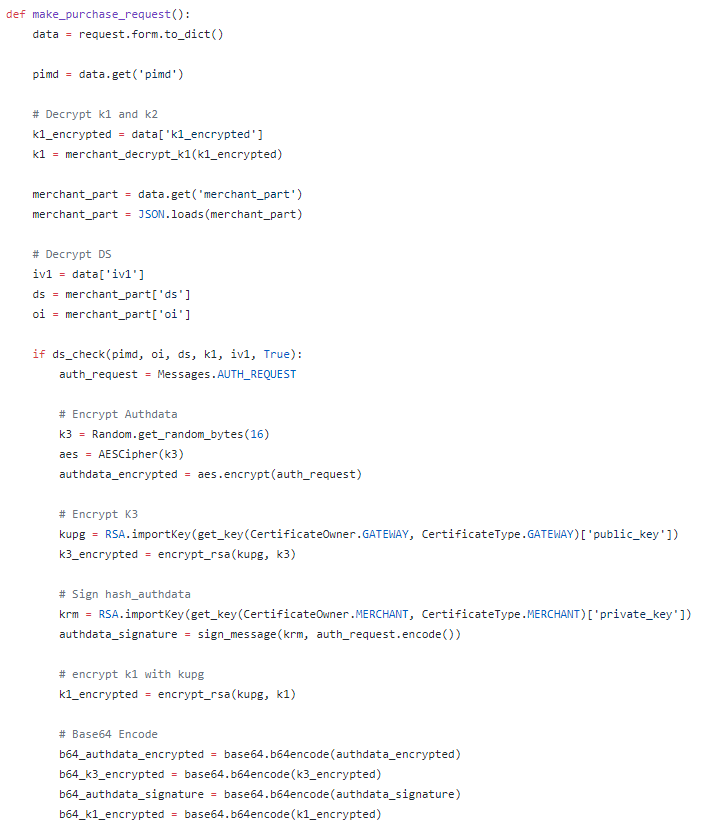 def make_purchase_request():
    data = request.form.to_dict()

    pimd = data.get('pimd')

    # Decrypt k1 and k2
    k1_encrypted = data['k1_encrypted']
    k1 = merchant_decrypt_k1(k1_encrypted)

    merchant_part = data.get('merchant_part')
    merchant_part = JSON.loads(merchant_part)

    # Decrypt DS
    iv1 = data['iv1']
    ds = merchant_part['ds']
    oi = merchant_part['oi']

    if ds_check(pimd, oi, ds, k1, iv1, True):
        auth_request = Messages.AUTH_REQUEST

        # Encrypt Authdata
        k3 = Random.get_random_bytes(16)
        aes = AESCipher(k3)
        authdata_encrypted = aes.encrypt(auth_request)

        # Encrypt K3
        kupg = RSA.importKey(get_key(CertificateOwner.GATEWAY, CertificateType.GATEWAY)['public_key'])
        k3_encrypted = encrypt_rsa(kupg, k3)

        # Sign hash_authdata
        krm = RSA.importKey(get_key(CertificateOwner.MERCHANT, CertificateType.MERCHANT)['private_key'])
        authdata_signature = sign_message(krm, auth_request.encode())

        # encrypt k1 with kupg
        k1_encrypted = encrypt_rsa(kupg, k1)

        # Base64 Encode
        b64_authdata_encrypted = base64.b64encode(authdata_encrypted)
        b64_k3_encrypted = base64.b64encode(k3_encrypted)
        b64_authdata_signature = base64.b64encode(authdata_signature)
        b64_k1_encrypted = base64.b64encode(k1_encrypted)